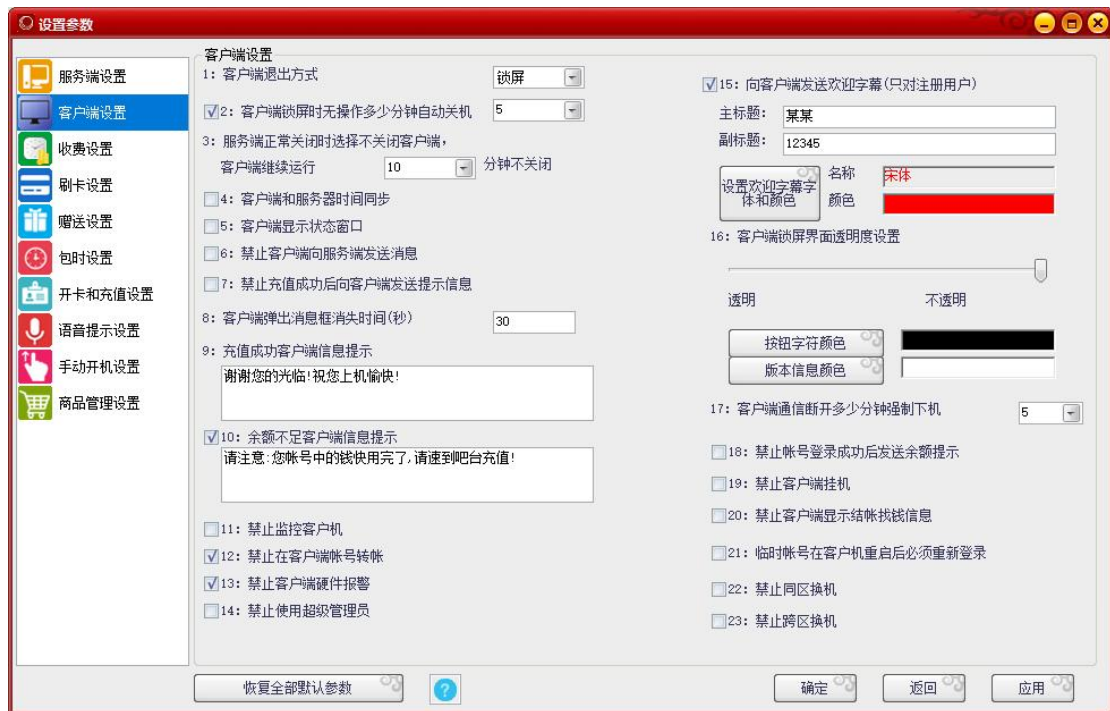 设置参数
服务端设置
客户端设置
收费设置
刷卡设置
赠送设置
包时设置
开卡和充值设置
语音提示设置
手动开机设置
商品管理设置
客户端设置
1: 客户端退出方式 锁屏
2: 客户端锁屏时无操作多少分钟自动关机 5
3: 服务端正常关闭时选择不关闭客户端,
客户端继续运行 10 分钟不关闭
4: 客户端和服务器时间同步
5: 客户端显示状态窗口
6: 禁止客户端向服务端发送消息
7: 禁止充值成功后向客户端发送提示信息
8: 客户端弹出消息框消失时间(秒) 30
9: 充值成功客户端信息提示
谢谢您的光临!祝您上机愉快!
10: 余额不足客户端信息提示
请注意:您帐号中的钱快用完了,请速到吧台充值!
11: 禁止监控客户机
12: 禁止在客户端帐号转帐
13: 禁止客户端硬件报警
14: 禁止使用超级管理员
15: 向客户端发送欢迎字幕(只对注册用户)
主标题: 某某
副标题: 12345
设置欢迎字幕字
体和颜色
名称 宋体
颜色
16: 客户端锁屏界面透明度设置
透明 不透明
按钮字符颜色
版本信息颜色
17: 客户端通信断开多少分钟强制下机 5
18: 禁止帐号登录成功后发送余额提示
19: 禁止客户端挂机
20: 禁止客户端显示结帐找钱信息
21: 临时帐号在客户机重启后必须重新登录
22: 禁止同区换机
23: 禁止跨区换机
恢复全部默认参数 ? 确定 返回 应用